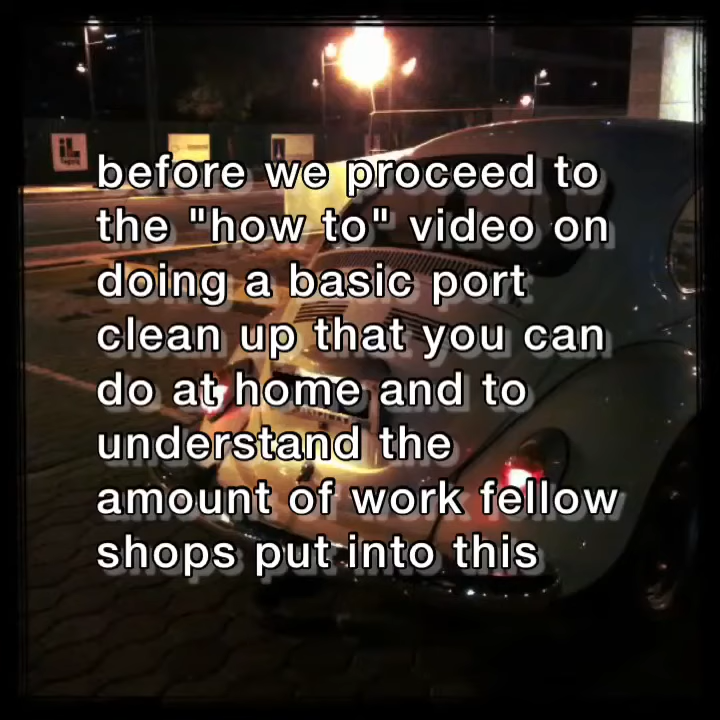 iL
before we proceed to
the "how to" video on
doing a basic port
clean up that you can
do at home and to
understand the
amount of work fellow
shops put into this